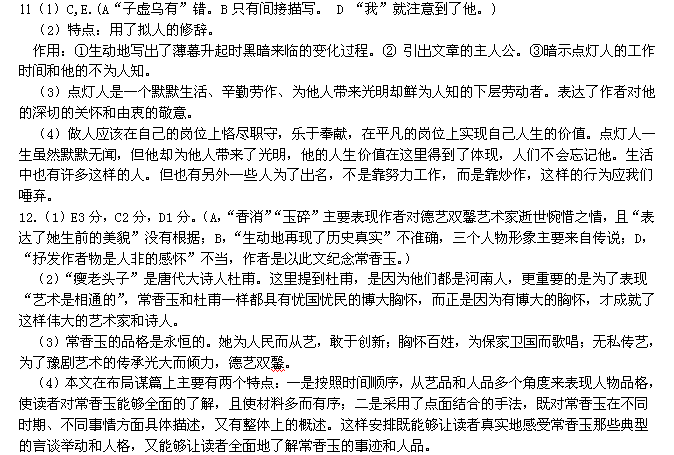 11（1）C,E.(A“子虚乌有”错。B只有间接描写。 D “我”就注意到了他。)
（2）特点：用了拟人的修辞。
作用：①生动地写出了薄暮升起时黑暗来临的变化过程。② 引出文章的主人公。③暗示点灯人的工作
时间和他的不为人知。
（3）点灯人是一个默默生活、辛勤劳作、为他人带来光明却鲜为人知的下层劳动者。表达了作者对他
的深切的关怀和由衷的敬意。
（4）做人应该在自己的岗位上恪尽职守，乐于奉献，在平凡的岗位上实现自己人生的价值。点灯人一
生虽然默默无闻，但他却为他人带来了光明，他的人生价值在这里得到了体现，人们不会忘记他。生活
中也有许多这样的人。但也有另外一些人为了出名，不是靠努力工作，而是靠炒作，这样的行为应我们
唾弃。
12.（1）E3分，C2分，D1分。（A,“香消”“玉碎”主要表现作者对德艺双馨艺术家逝世惋惜之情，且“表
达了她生前的美貌”没有根据；B，“生动地再现了历史真实”不谁确，三个人物形象主要来自传说；D，
“抒发作者物是人非的感怀”不当，作者是以此文纪念常香玉。）
（2）“瘦老头子”是唐代大诗人杜甫。这里提到杜甫，是因为他们都是河南人，更重要的是为了表现
“艺术是相通的”，常香玉和杜甫一样都具有忧国忧民的博大胸怀，而正是因为有博大的胸怀，才成就了
这样伟大的艺术家和诗人。
（3）常香玉的品格是永恒的。她为人民而从艺，敢于创新；胸怀百姓，为保家卫国而歌唱；无私传艺，
为了豫剧艺术的传承光大而倾力，德艺双馨。
（4）本文在布局谋篇上主要有两个特点：一是按照时间顺序，从艺品和人品多个角度来表现人物品格，
使读者对常香玉能够全面的了解，且使材料多而有序；二是采用了点面结合的手法，既对常香玉在不同
时期、不同事情方面具体描述，又有整体上的概述。这样安排既能够让读者真实地感受常香玉那些典型
的言谈举动和人格，又能够让读者全面地了解常香玉的事迹和人品。